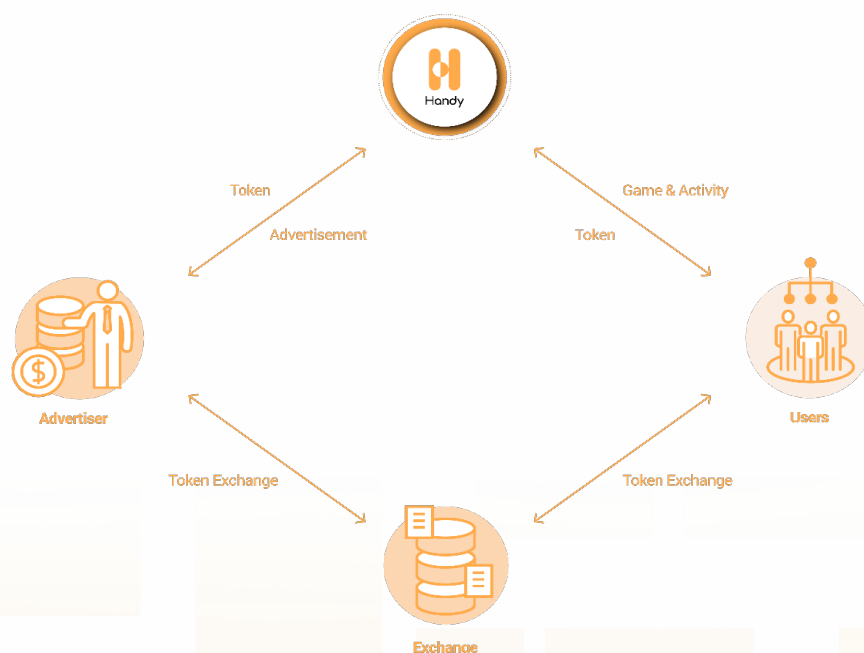 Handy
Token
Game & Activity
Advertisement
Token
$
Advertiser
Users
Token Exchange
Token Exchange
Exchange